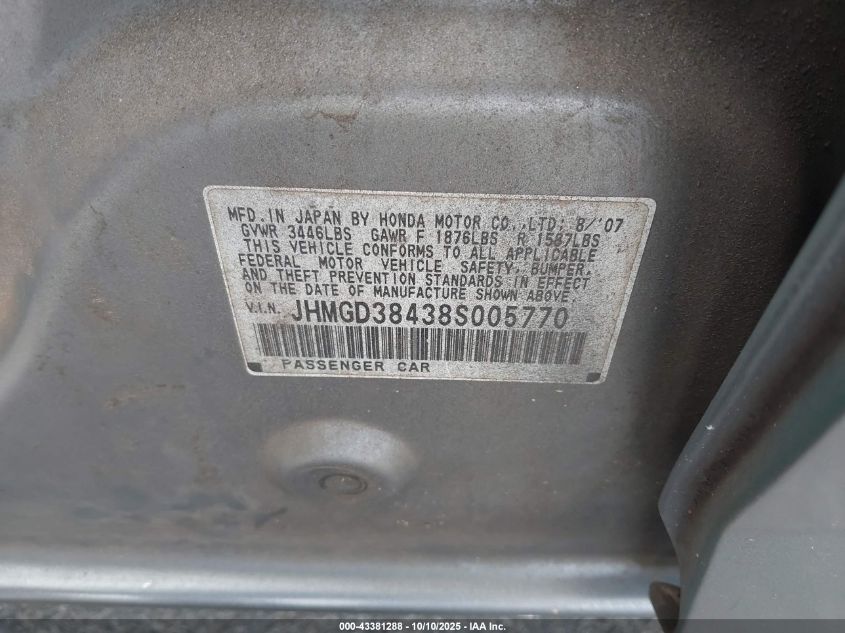 MFD.IN JAPAN BY HONDA MOTOR CO.,LTD; 8/'07
GVWR 3446LBS GAWR F 1876LBS R 1587LBS
THIS VEHICLE CONFORMS TO ALL APPLICABLE
FEDERAL MOTOR VEHICLE SAFETY, BUMPER,
AND THEFT PREVENTION STANDARDS IN EFFECT
ON THE DATE OF MANUFACTURE SHOWN ABOVE.
V.I.N. JHMGD38438S005770
PASSENGER CAR
000-43381288 - 10/10/2025 - IAA Inc.